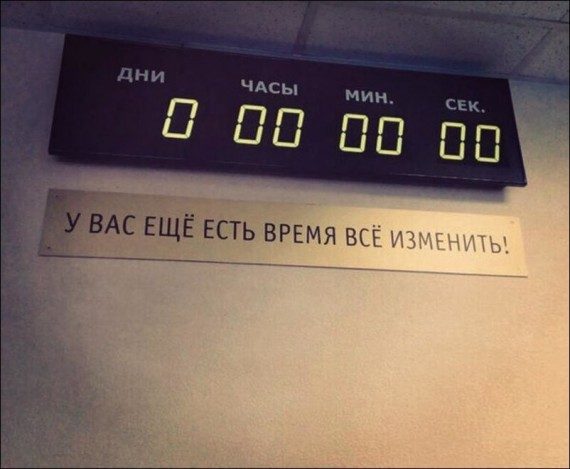 ДНИ ЧАСЫ МИН. СЕК.
0 00 00 00
У ВАС ЕЩЁ ЕСТЬ ВРЕМЯ ВСЁ ИЗМЕНИТЬ!